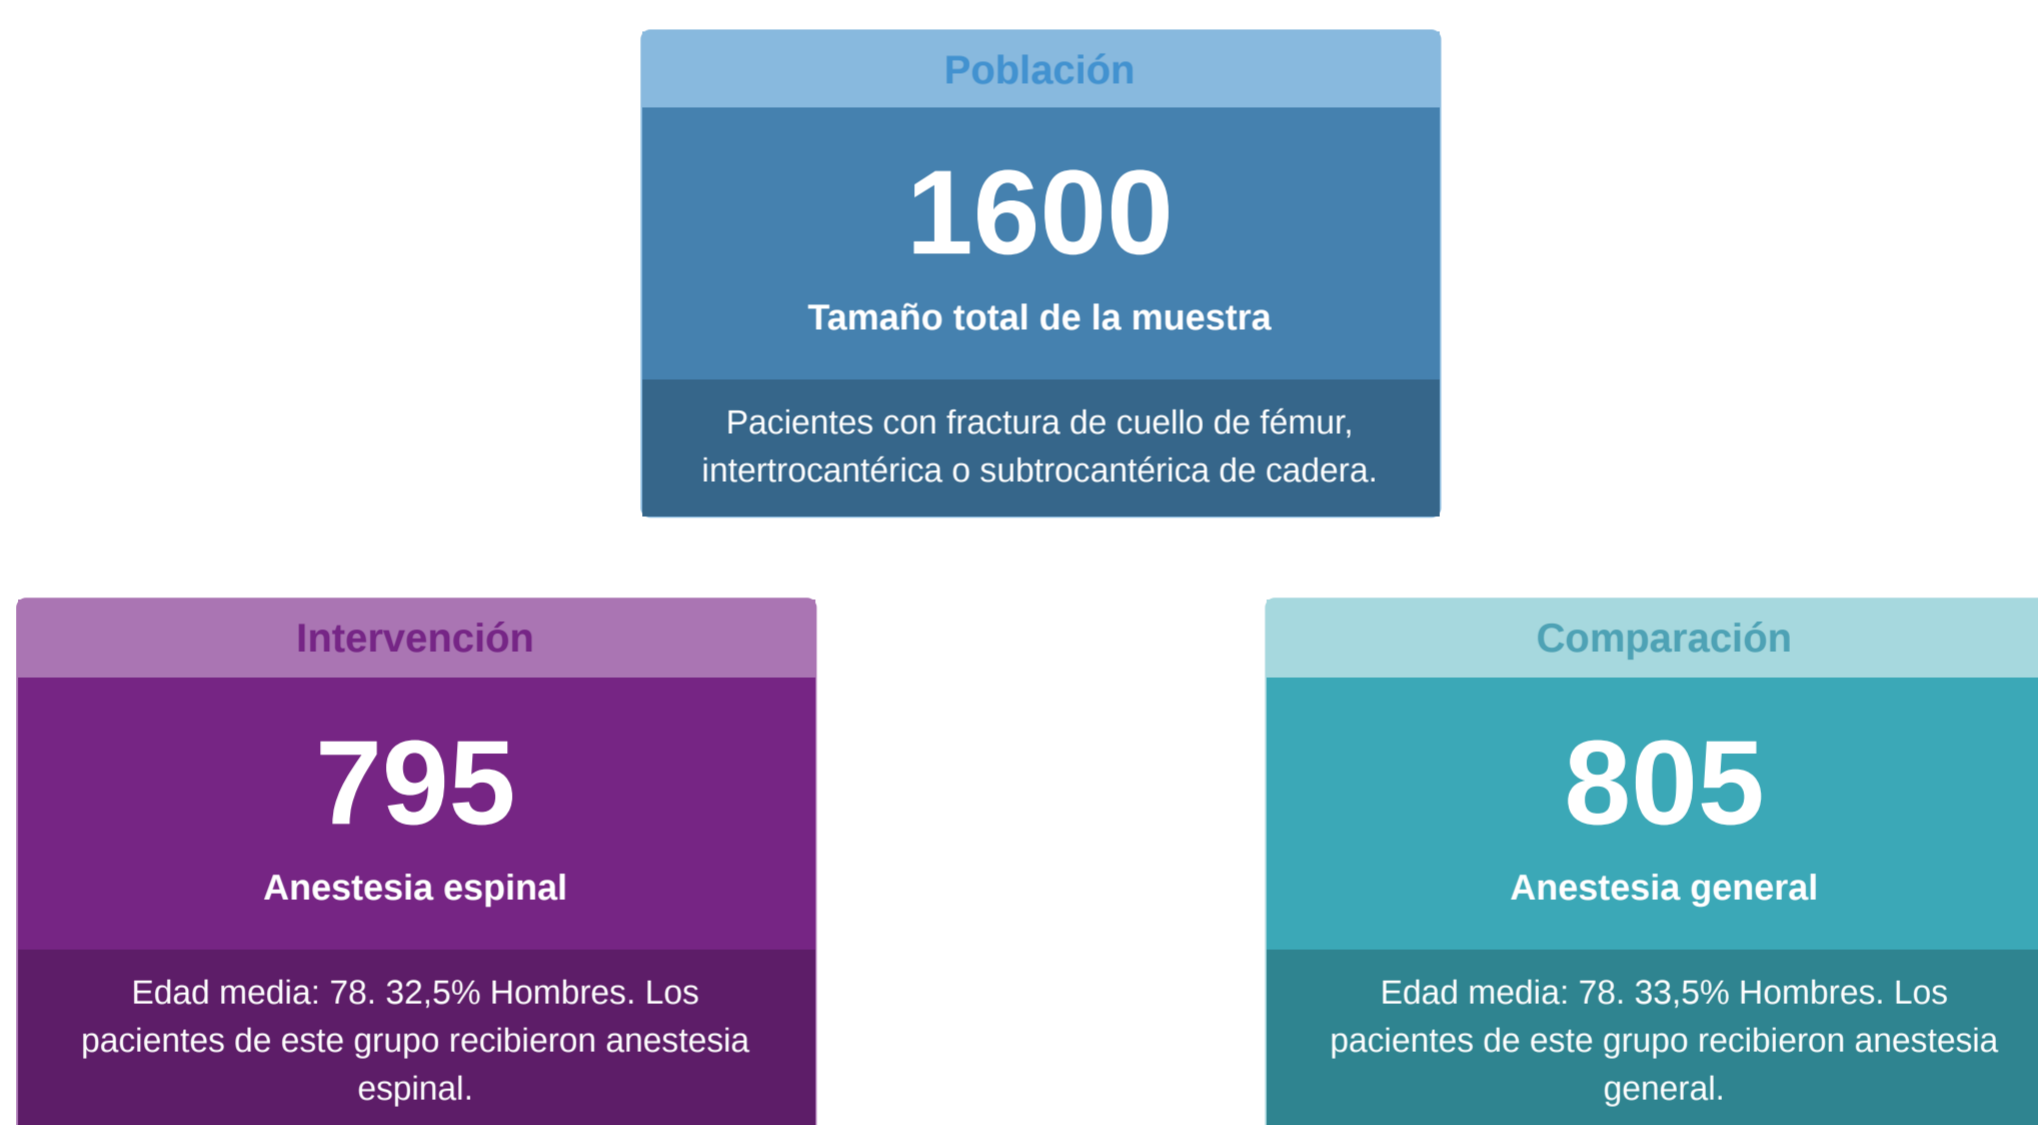 Población
1600
Tamaño total de la muestra
Pacientes con fractura de cuello de fémur,
intertrocantérica o subtrocantérica de cadera.
Intervención
795
Anestesia espinal
Edad media: 78. 32,5% Hombres. Los
pacientes de este grupo recibieron anestesia
espinal.
Comparación
805
Anestesia general
Edad media: 78. 33,5% Hombres. Los
pacientes de este grupo recibieron anestesia
general.